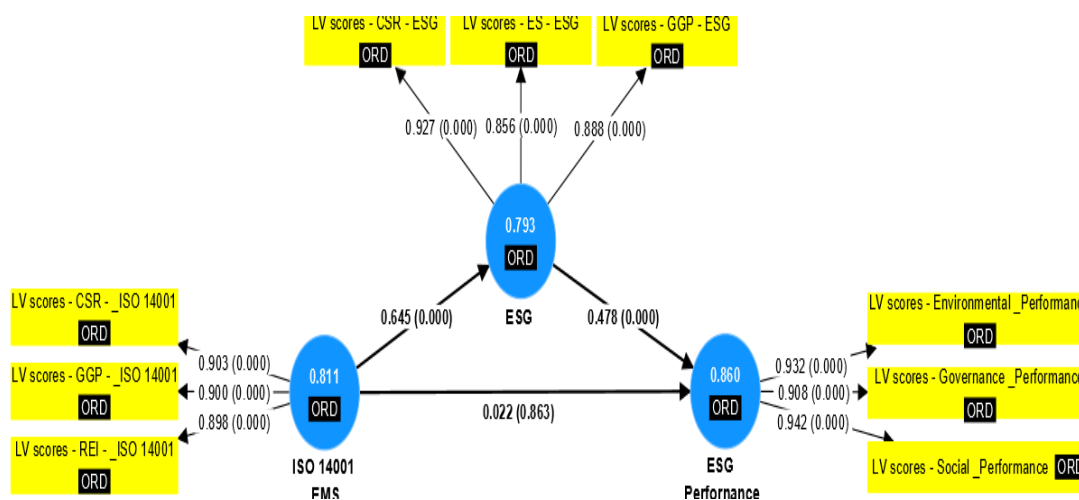 LV scores - CSR - ESG
ORD
LV scores - ES - ESG
ORD
LV scores - GGP - ESG
ORD
0.927 (0.000)
0.856 (0.000)
0.888 (0.000)
0.793
ORD
ESG
0.645 (0.000)
0.478 (0.000)
LV scores - CSR - _ISO 14001
ORD
LV scores - GGP - _ISO 14001
ORD
LV scores - REI - _ISO 14001
ORD
0.903 (0.000)
0.900 (0.000)
0.898 (0.000)
0.811
ORD
ISO 14001
EMS
0.022 (0.863)
0.860
ORD
ESG
Performance
0.932 (0.000)
0.908 (0.000)
0.942 (0.000)
LV scores - Environmental _Performance
ORD
LV scores - Governance _Performance
ORD
LV scores - Social _Performance ORD